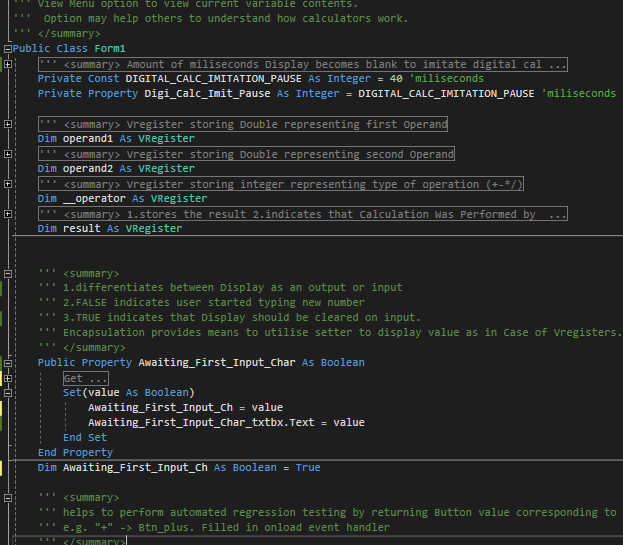 ''' View Menu option to view current variable contents.
'''  Option may help others to understand how calculators work.
''' </summary>
Public Class Form1
''' <summary> Amount of miliseconds Display becomes blank to imitate digital cal ...
Private Const DIGITAL_CALC_IMITATION_PAUSE As Integer = 40 'miliseconds
Private Property Digi_Calc_Imit_Pause As Integer = DIGITAL_CALC_IMITATION_PAUSE 'miliseconds
''' <summary> Vregister storing Double representing first Operand
Dim operand1 As VRegister
''' <summary> Vregister storing Double representing second Operand
Dim operand2 As VRegister
''' <summary> Vregister storing integer representing type of operation (+-*/)
Dim __operator As VRegister
''' <summary> 1.stores the result 2.indicates that Calculation Was Performed by  ...
Dim result As VRegister
''' <summary>
''' 1.differentiates between Display as an output or input
''' 2.FALSE indicates user started typing new number
''' 3.TRUE indicates that Display should be cleared on input.
''' Encapsulation provides means to utilise setter to display value as in Case of Vregisters.
''' </summary>
Public Property Awaiting_First_Input_Char As Boolean
Get ...
Set(value As Boolean)
Awaiting_First_Input_Ch = value
Awaiting_First_Input_Char_txtbx.Text = value
End Set
End Property
Dim Awaiting_First_Input_Ch As Boolean = True
''' <summary>
''' helps to perform automated regression testing by returning Button value corresponding to
''' e.g. "+" -> Btn_plus. Filled in onload event handler
''' </summary>